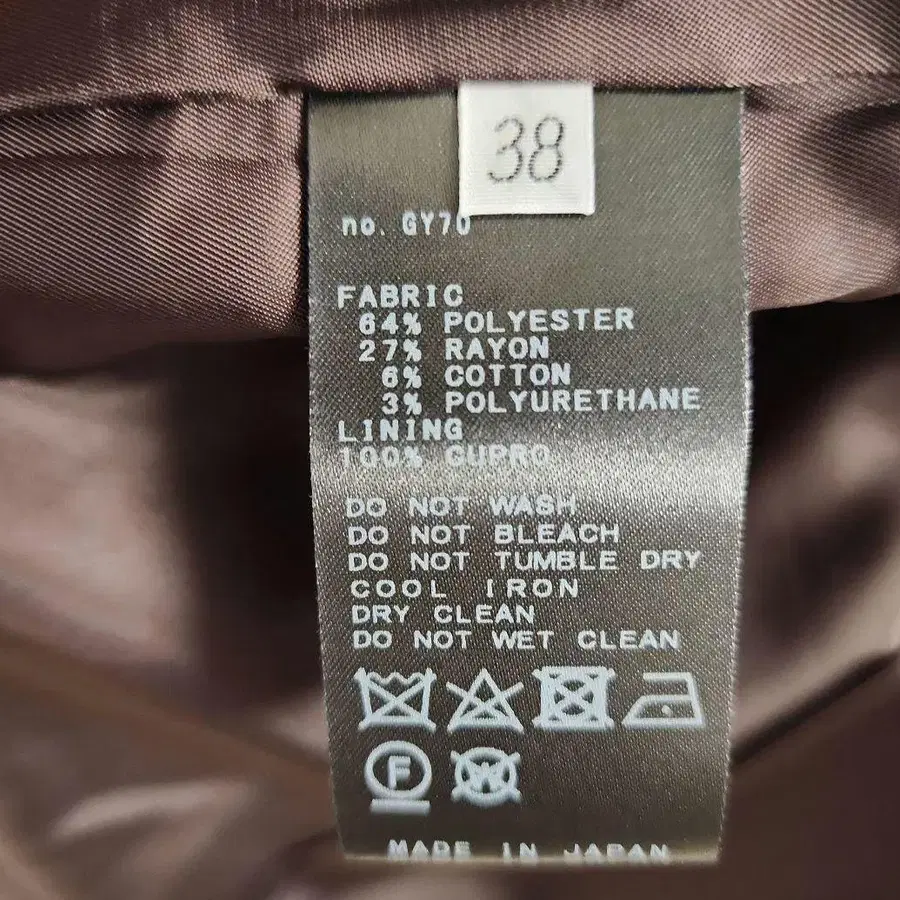 38
no. GY70
FABRIC
64% POLYESTER
27% RAYON
6% COTTON
3% POLYURETHANE
LINING
100% CUPRO
DO NOT WASH
DO NOT BLEACH
DO NOT TUMBLE DRY
COOL IRON
DRY CLEAN
DO NOT WET CLEAN
F W
MADE IN JAPAN